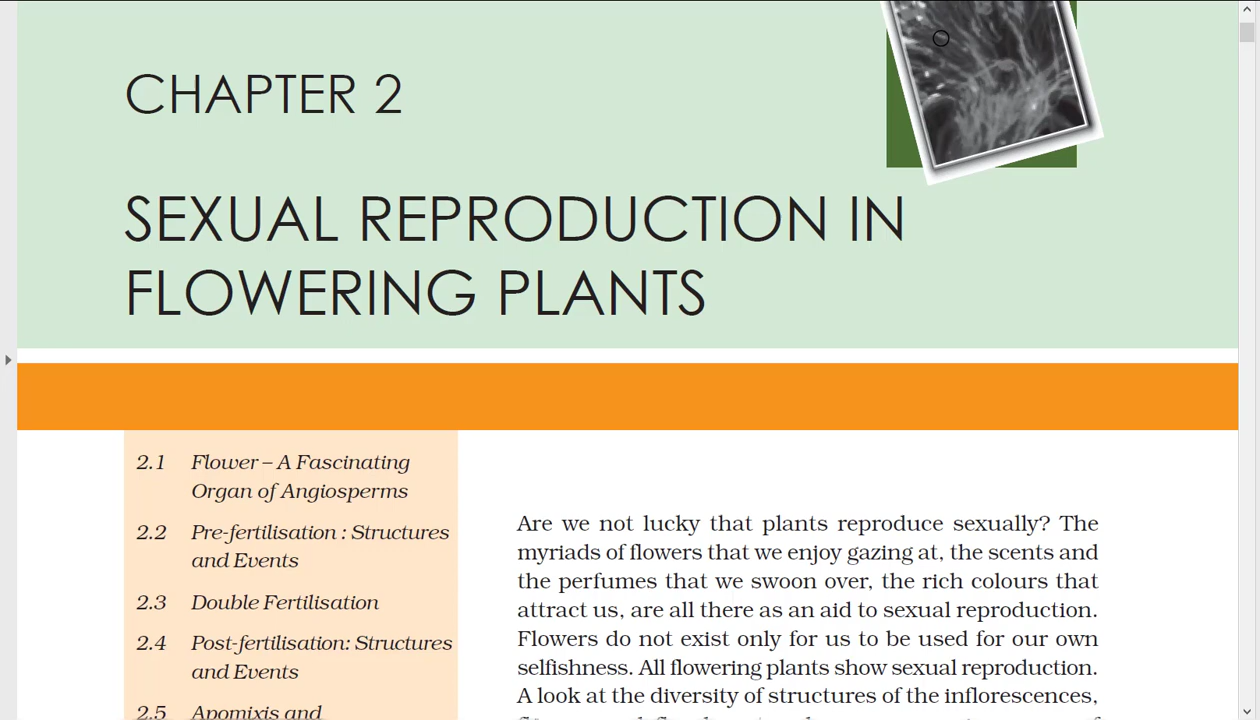 CHAPTER 2
SEXUAL REPRODUCTION IN
FLOWERING PLANTS
2.1 Flower – A Fascinating
Organ of Angiosperms
2.2 Pre-fertilisation : Structures
and Events
2.3 Double Fertilisation
2.4 Post-fertilisation: Structures
and Events
2.5 Apomixis and
Are we not lucky that plants reproduce sexually? The
myriads of flowers that we enjoy gazing at, the scents and
the perfumes that we swoon over, the rich colours that
attract us, are all there as an aid to sexual reproduction.
Flowers do not exist only for us to be used for our own
selfishness. All flowering plants show sexual reproduction.
A look at the diversity of structures of the inflorescences,